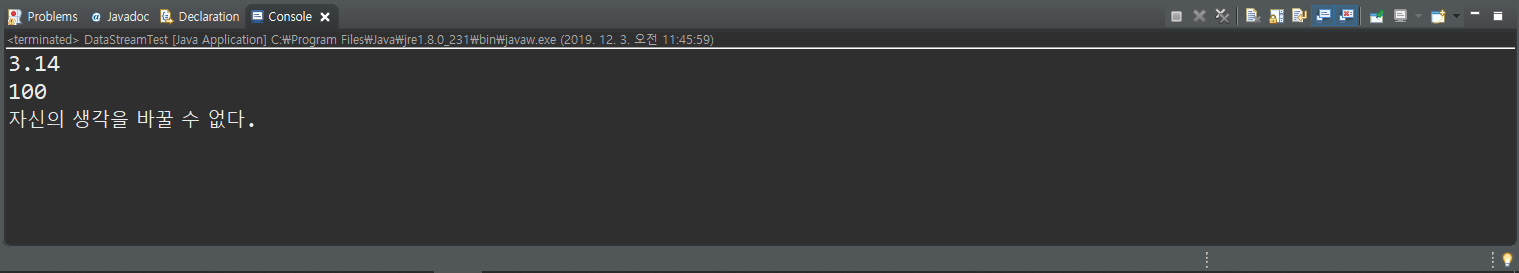 Problems Javadoc Declaration Console
<terminated> DataStreamTest [Java Application] C:₩Program Files₩Java₩jre1.8.0_231₩bin₩javaw.exe (2019. 12. 3. 오전 11:45:59)
3.14
100
자신의 생각을 바꿀 수 없다.